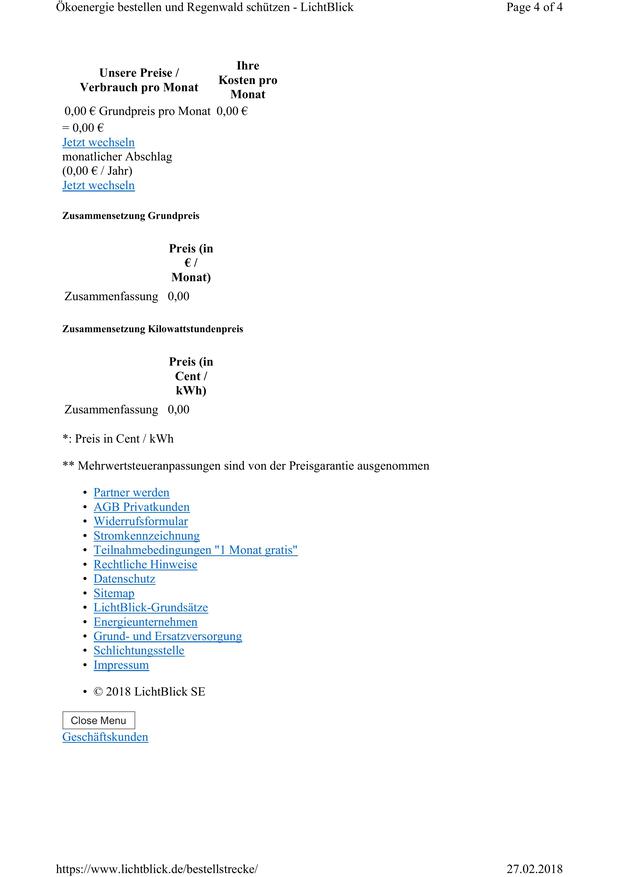 Ökoenergie bestellen und Regenwald schützen - LichtBlick Page 4 of 4
Unsere Preise /
Verbrauch pro Monat
Ihre
Kosten pro
Monat
0,00 € Grundpreis pro Monat 0,00 €
= 0,00 €
Jetzt wechseln
monatlicher Abschlag
(0,00 € / Jahr)
Jetzt wechseln
Zusammensetzung Grundpreis
Preis (in
€ /
Monat)
Zusammenfassung 0,00
Zusammensetzung Kilowattstundenpreis
Preis (in
Cent /
kWh)
Zusammenfassung 0,00
*: Preis in Cent / kWh
** Mehrwertsteueranpassungen sind von der Preisgarantie ausgenommen
• Partner werden
• AGB Privatkunden
• Widerrufsformular
• Stromkennzeichnung
• Teilnahmebedingungen "1 Monat gratis"
• Rechtliche Hinweise
• Datenschutz
• Sitemap
• LichtBlick-Grundsätze
• Energieunternehmen
• Grund- und Ersatzversorgung
• Schlichtungsstelle
• Impressum
• © 2018 LichtBlick SE
Close Menu
Geschäftskunden
https://www.lichtblick.de/bestellstrecke/ 27.02.2018